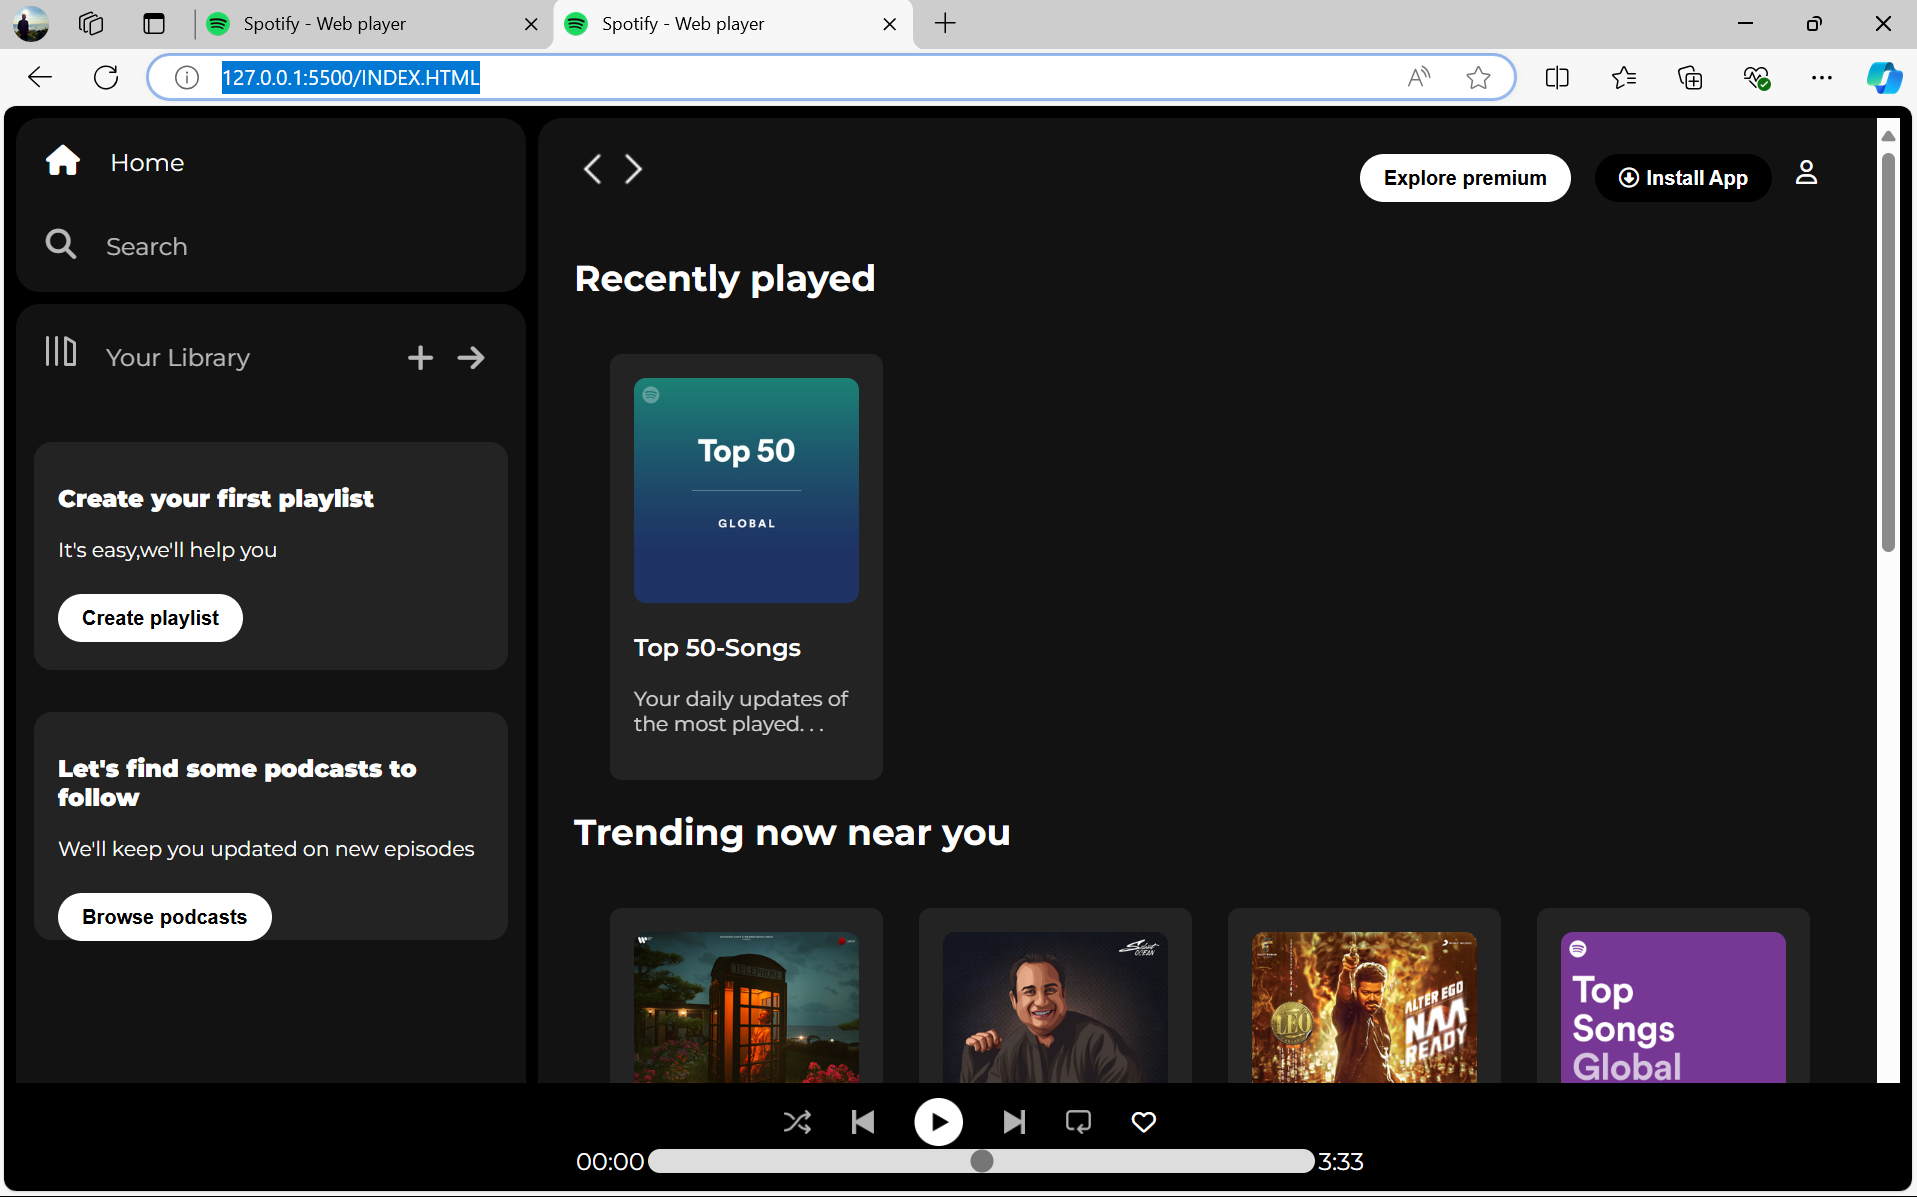 Spotify - Web player
Spotify - Web player
127.0.0.1:5500/INDEX.HTML
Home
Search
Your Library
Create your first playlist
It's easy,we'll help you
Create playlist
Let's find some podcasts to
follow
We'll keep you updated on new episodes
Browse podcasts
Explore premium
Install App
Recently played
Top 50
GLOBAL
Top 50-Songs
Your daily updates of
the most played. . .
Trending now near you
TELEPHONE
OCEAN
LEO
ALTER EGO
NAA
READY
Top
Songs
Global
00:00
3:33